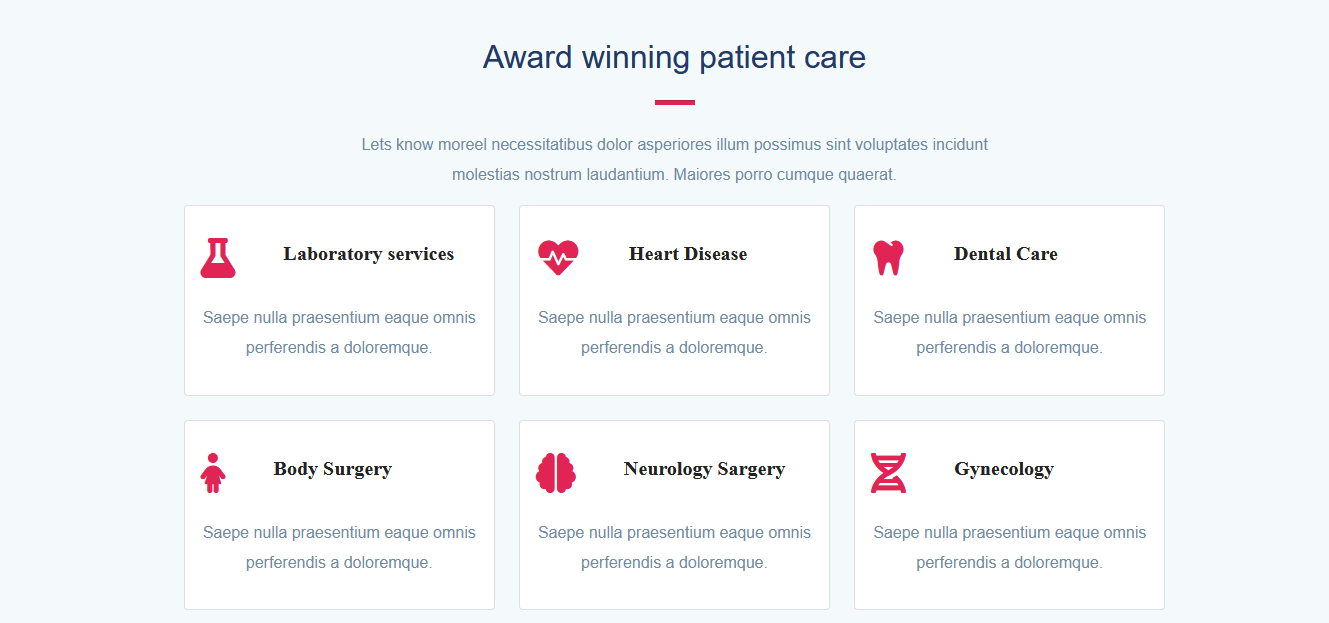 Award winning patient care
Lets know moreel necessitatibus dolor asperiores illum possimus sint voluptates incidunt
molestias nostrum laudantium. Maiores porro cumque quaerat.
Laboratory services
Saepe nulla praesentium eaque omnis
perferendis a doloremque.
Heart Disease
Saepe nulla praesentium eaque omnis
perferendis a doloremque.
Dental Care
Saepe nulla praesentium eaque omnis
perferendis a doloremque.
Body Surgery
Saepe nulla praesentium eaque omnis
perferendis a doloremque.
Neurology Sargery
Saepe nulla praesentium eaque omnis
perferendis a doloremque.
Gynecology
Saepe nulla praesentium eaque omnis
perferendis a doloremque.